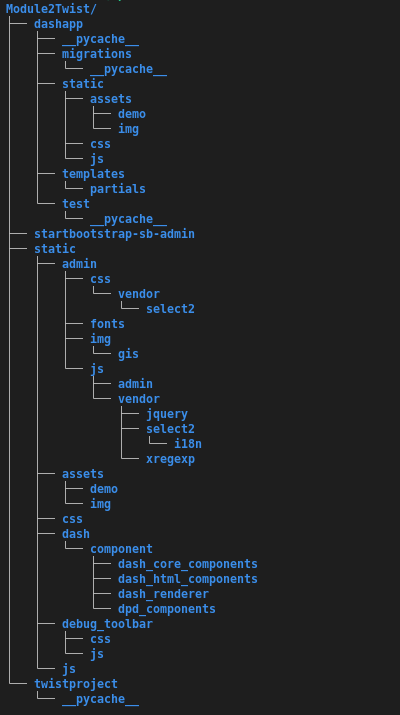 Module2Twist/
├── dashapp
│   ├── __pycache__
│   ├── migrations
│   │   └── __pycache__
│   ├── static
│   │   ├── assets
│   │   │   ├── demo
│   │   │   └── img
│   │   ├── css
│   │   └── js
│   ├── templates
│   │   └── partials
│   └── test
│       └── __pycache__
├── startbootstrap-sb-admin
├── static
│   ├── admin
│   │   ├── css
│   │   │   └── vendor
│   │   │       └── select2
│   │   ├── fonts
│   │   ├── img
│   │   │   └── gis
│   │   └── js
│   │       ├── admin
│   │       └── vendor
│   │           ├── jquery
│   │           ├── select2
│   │           │   └── i18n
│   │           └── xregexp
│   ├── assets
│   │   ├── demo
│   │   └── img
│   ├── css
│   ├── dash
│   │   └── component
│   │       ├── dash_core_components
│   │       ├── dash_html_components
│   │       ├── dash_renderer
│   │       └── dpd_components
│   ├── debug_toolbar
│   │   ├── css
│   │   └── js
│   └── js
└── twistproject
    └── __pycache__